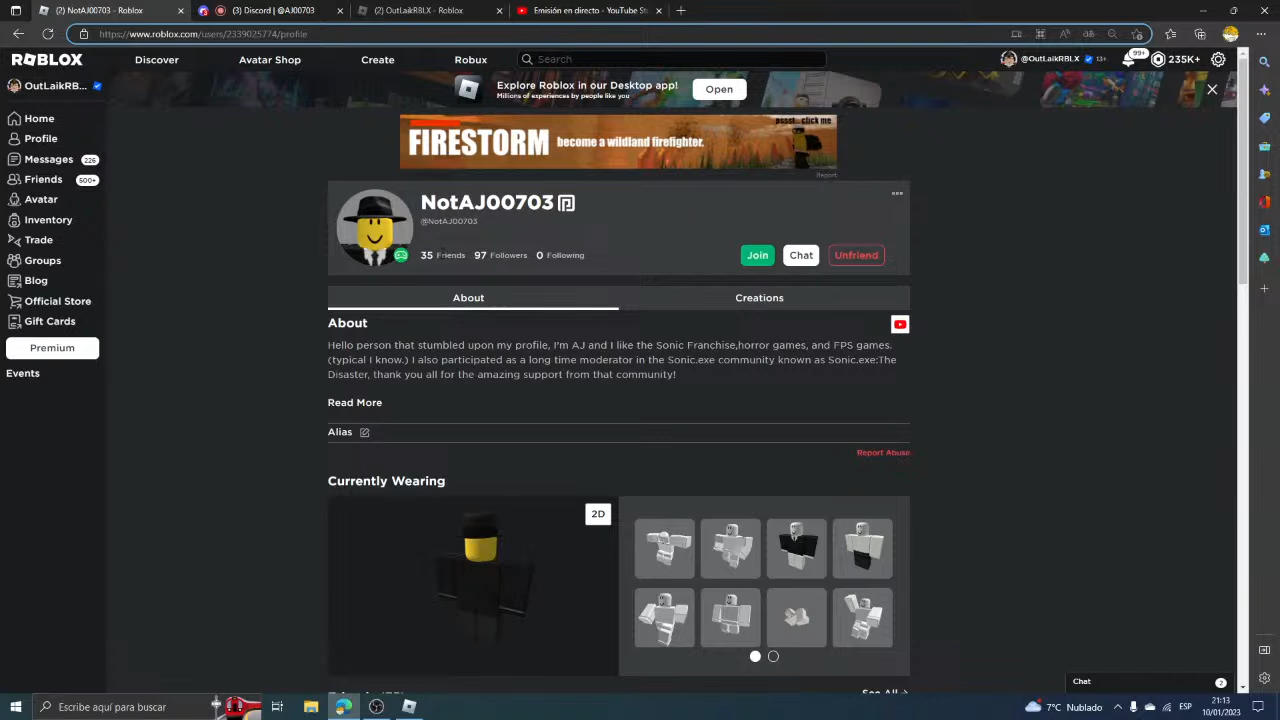 (2) NotAJ00703 - Roblox
(2) Discord | @AJ00703
(2) OutLaikRBLX - Roblox
Emisión en directo - YouTube St
https://www.roblox.com/users/2339025774/profile
ROBLOX
Discover
Avatar Shop
Create
Robux
Search
@OutLaikRBLX
13+
99+
235K+
OutLaikRB...
Explore Roblox in our Desktop app!
Millions of experiences by people like you
Open
Home
Profile
Messages 226
Friends 500+
Avatar
Inventory
Trade
Groups
Blog
Official Store
Gift Cards
Premium
Events
FIRESTORM become a wildland firefighter.
pssst.. click me
Report
NotAJ00703
@NotAJ00703
35 Friends 97 Followers 0 Following
Join
Chat
Unfriend
About
Creations
About
Hello person that stumbled upon my profile, I'm AJ and I like the Sonic Franchise,horror games, and FPS games.
(typical I know.) I also participated as a long time moderator in the Sonic.exe community known as Sonic.exe:The
Disaster, thank you all for the amazing support from that community!
Read More
Alias
Report Abuse
Currently Wearing
2D
See All
Chat 2
Escribe aquí para buscar
7°C Nublado
ESP
21:13
10/01/2023